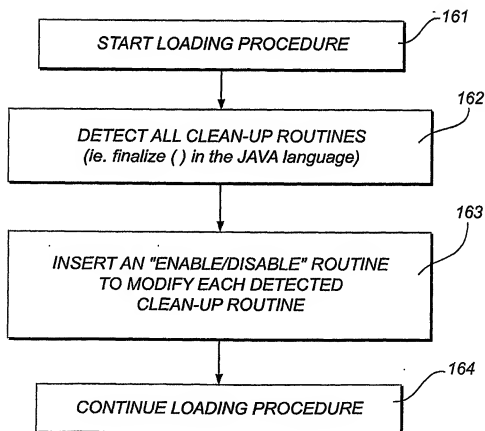 161
START LOADING PROCEDURE
162
DETECT ALL CLEAN-UP ROUTINES
(ie. finalize ( ) in the JAVA language)
163
INSERT AN "ENABLE/DISABLE" ROUTINE
TO MODIFY EACH DETECTED
CLEAN-UP ROUTINE
164
CONTINUE LOADING PROCEDURE